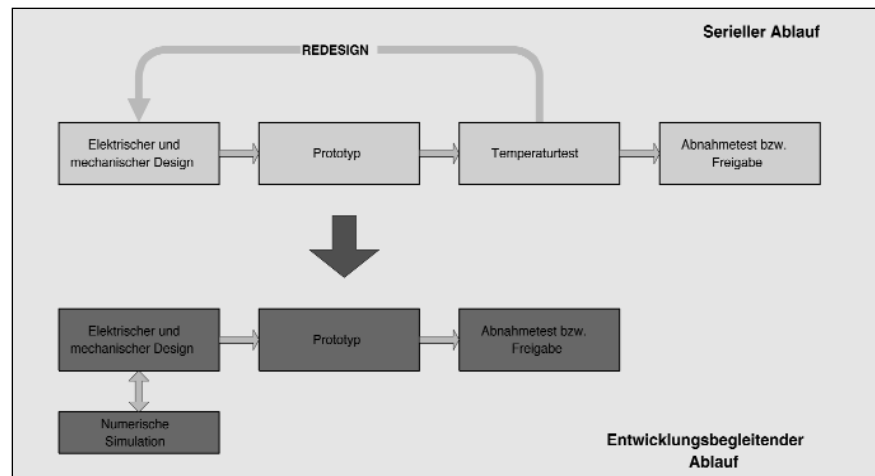 Serieller Ablauf
REDESIGN
Elektrischer und
mechanischer Design
Prototyp
Temperaturtest
Abnahmetest bzw.
Freigabe
Elektrischer und
mechanischer Design
Prototyp
Abnahmetest bzw.
Freigabe
Numerische
Simulation
Entwicklungsbegleitender
Ablauf